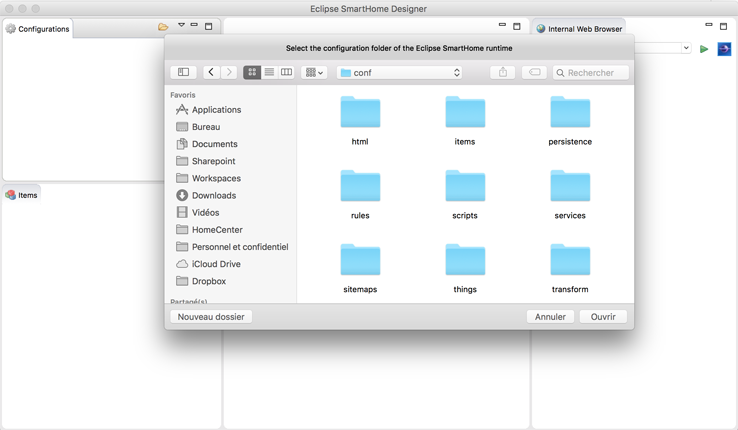 Eclipse SmartHome Designer
Configurations
Internal Web Browser
Select the configuration folder of the Eclipse SmartHome runtime
conf
Rechercher
Favoris
Applications
Bureau
Documents
Sharepoint
Workspaces
Downloads
Vidéos
HomeCenter
Personnel et confidentiel
iCloud Drive
Dropbox
Partagé(s)
html
items
persistence
rules
scripts
services
sitemaps
things
transform
Items
Nouveau dossier
Annuler
Ouvrir